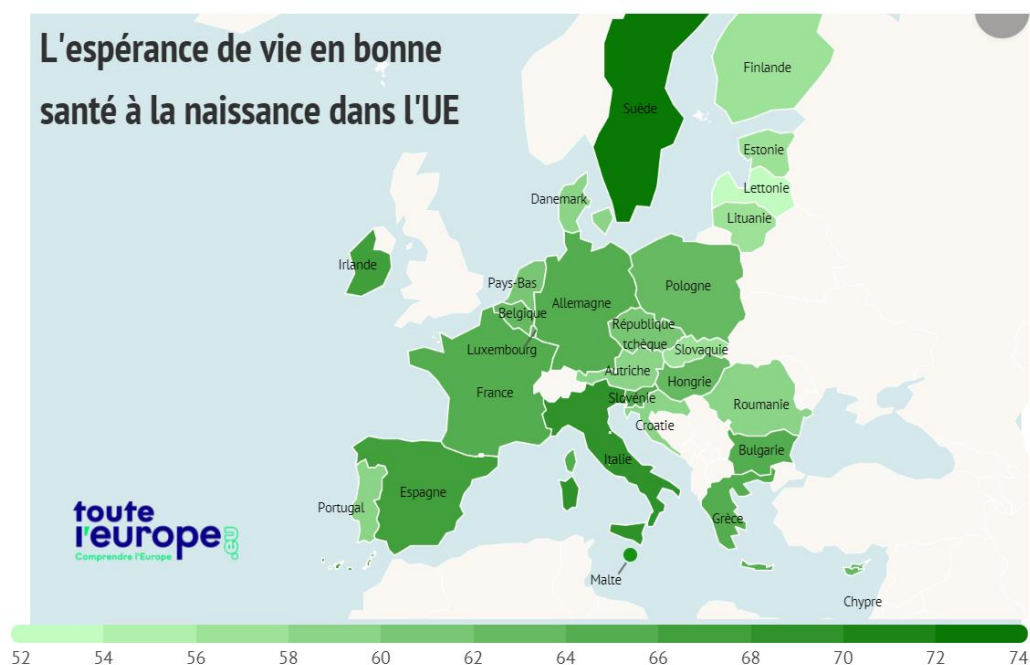 L'espérance de vie en bonne
santé à la naissance dans l'UE
Finlande
Suède
Estonie
Lettonie
Danemark
Lituanie
Irlande
Pays-Bas
Allemagne
Pologne
Belgique
République
tchèque
Luxembourg
Slovaquie
Autriche
Hongrie
France
Slovénie
Roumanie
Croatie
Bulgarie
Italie
Espagne
Portugal
Grèce
toute
l'europe.eu
Comprendre l'Europe
Malte
Chypre
52 54 56 58 60 62 64 66 68 70 72 74